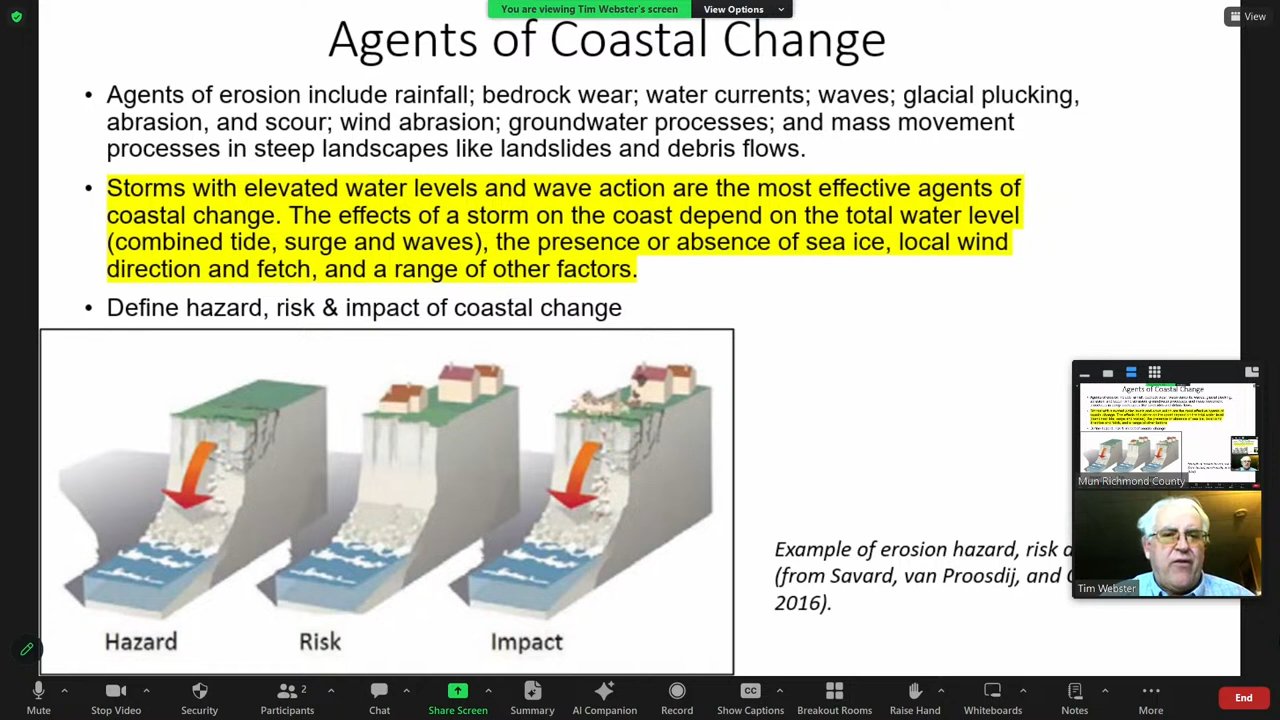 You are viewing Tim Webster's screen
View Options
View
Agents of Coastal Change
• Agents of erosion include rainfall; bedrock wear; water currents; waves; glacial plucking,
abrasion, and scour; wind abrasion; groundwater processes; and mass movement
processes in steep landscapes like landslides and debris flows.
• Storms with elevated water levels and wave action are the most effective agents of
coastal change. The effects of a storm on the coast depend on the total water level
(combined tide, surge and waves), the presence or absence of sea ice, local wind
direction and fetch, and a range of other factors.
• Define hazard, risk & impact of coastal change
Hazard
Risk
Impact
Example of erosion hazard, risk
(from Savard, van Proosdij, and
2016).
Agents of Coastal Change
Mun Richmond County
Tim Webster
Mute
Stop Video
Security
Participants
2
Chat
Share Screen
Summary
AI Companion
Record
CC
Show Captions
Breakout Rooms
Raise Hand
Whiteboards
Notes
More
End